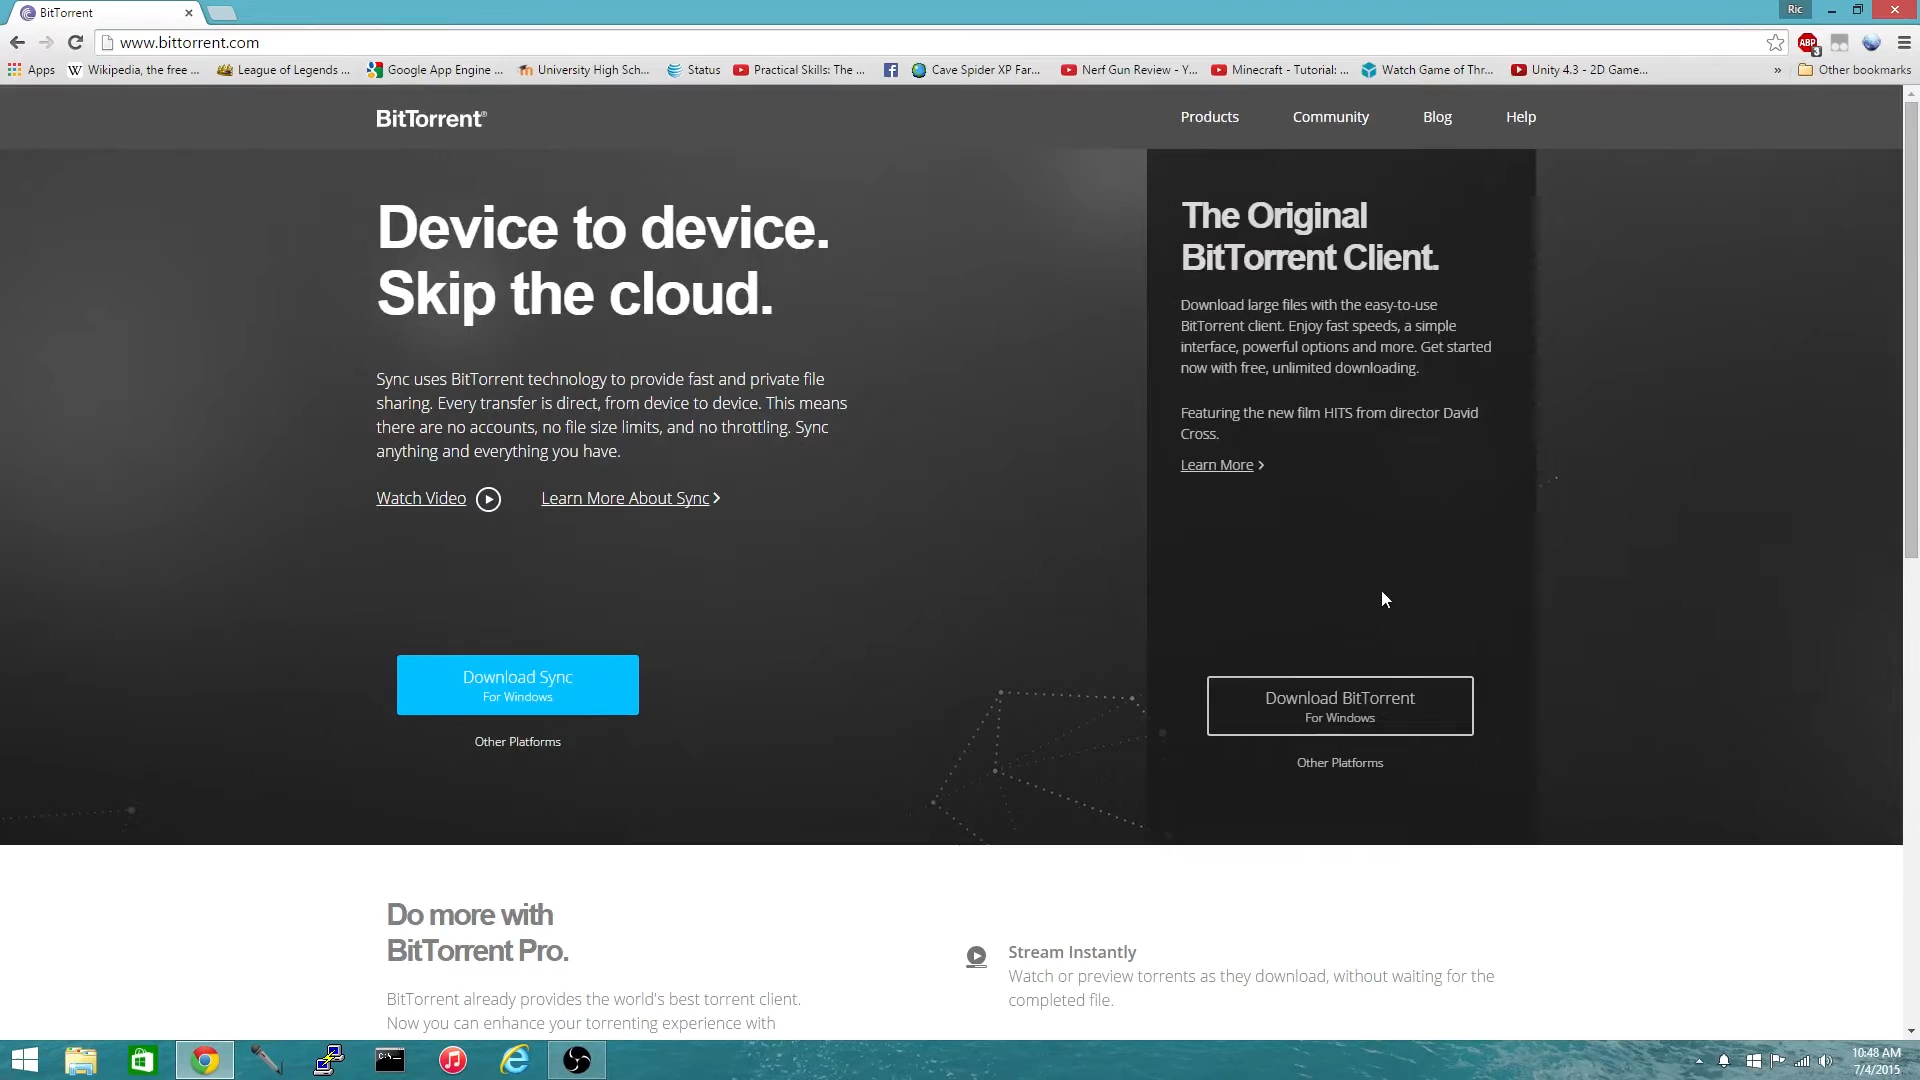 BitTorrent
Ric
www.bittorrent.com
ABP
3
Apps
Wikipedia, the free ...
League of Legends ...
Google App Engine ...
University High Sch...
Status
Practical Skills: The ...
Cave Spider XP Far...
Nerf Gun Review - Y...
Minecraft - Tutorial: ...
Watch Game of Thr...
Unity 4.3 - 2D Game...
»
Other bookmarks
BitTorrent®
Products
Community
Blog
Help
Device to device.
Skip the cloud.
Sync uses BitTorrent technology to provide fast and private file
sharing. Every transfer is direct, from device to device. This means
there are no accounts, no file size limits, and no throttling. Sync
anything and everything you have.
Watch Video
Learn More About Sync
Download Sync
For Windows
Other Platforms
The Original
BitTorrent Client.
Download large files with the easy-to-use
BitTorrent client. Enjoy fast speeds, a simple
interface, powerful options and more. Get started
now with free, unlimited downloading.
Featuring the new film HITS from director David
Cross.
Learn More
Download BitTorrent
For Windows
Other Platforms
Do more with
BitTorrent Pro.
BitTorrent already provides the world's best torrent client.
Now you can enhance your torrenting experience with
Stream Instantly
Watch or preview torrents as they download, without waiting for the
completed file.
10:48 AM
7/4/2015